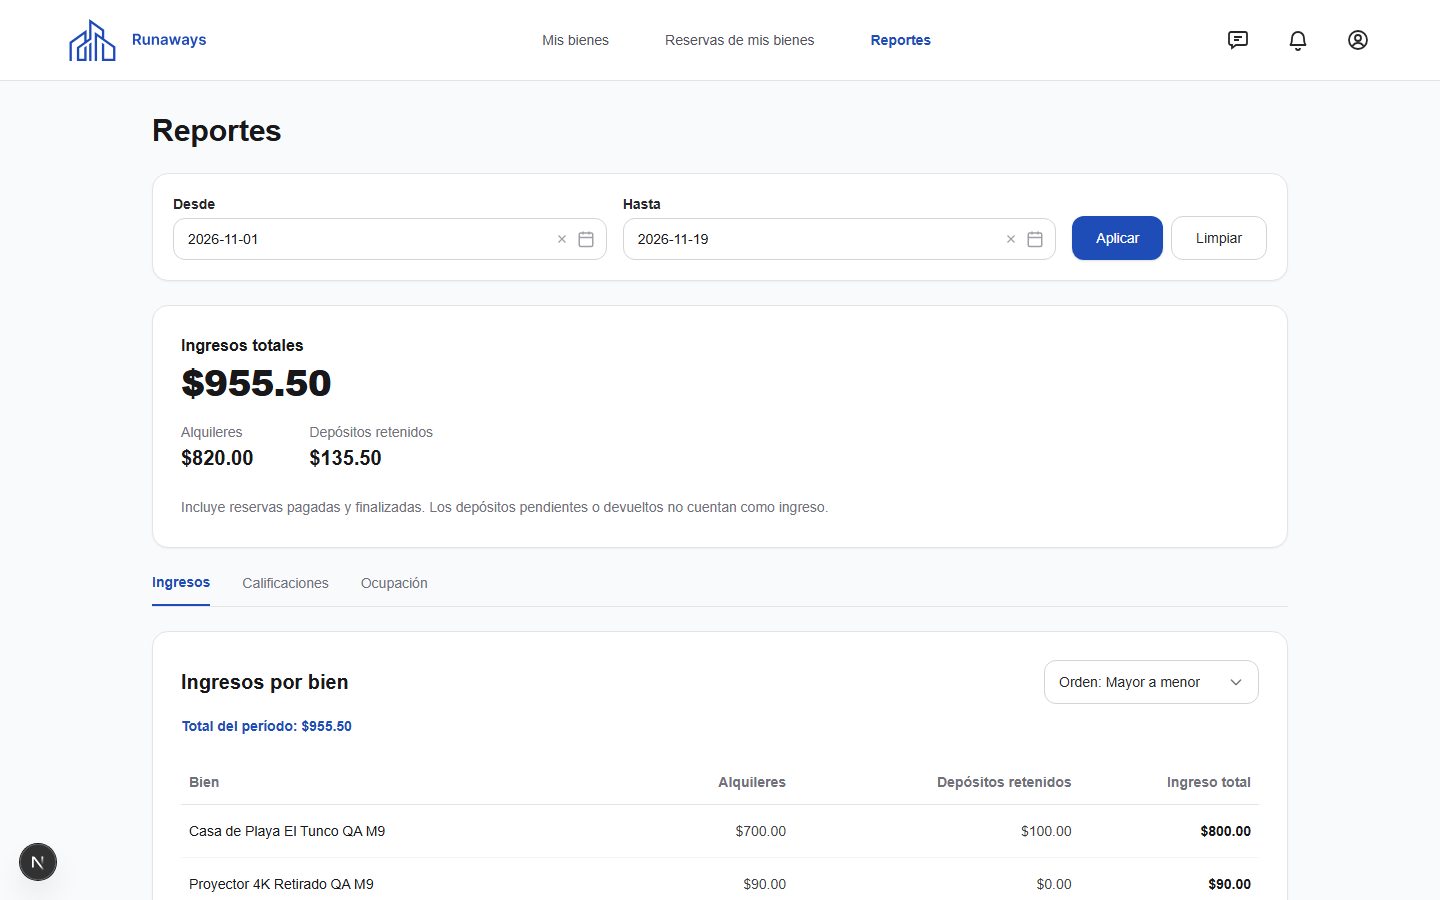 Runaways
Mis bienes
Reservas de mis bienes
Reportes
Reportes
Desde
Hasta
2026-11-01
2026-11-19
Aplicar
Limpiar
Ingresos totales
$955.50
Alquileres
Depósitos retenidos
$820.00
$135.50
Incluye reservas pagadas y finalizadas. Los depósitos pendientes o devueltos no cuentan como ingreso.
Ingresos
Calificaciones
Ocupación
Ingresos por bien
Orden: Mayor a menor
Total del período: $955.50
Bien Alquileres Depósitos retenidos Ingreso total
Casa de Playa El Tunco QA M9 $700.00 $100.00 $800.00
Proyector 4K Retirado QA M9 $90.00 $0.00 $90.00
N